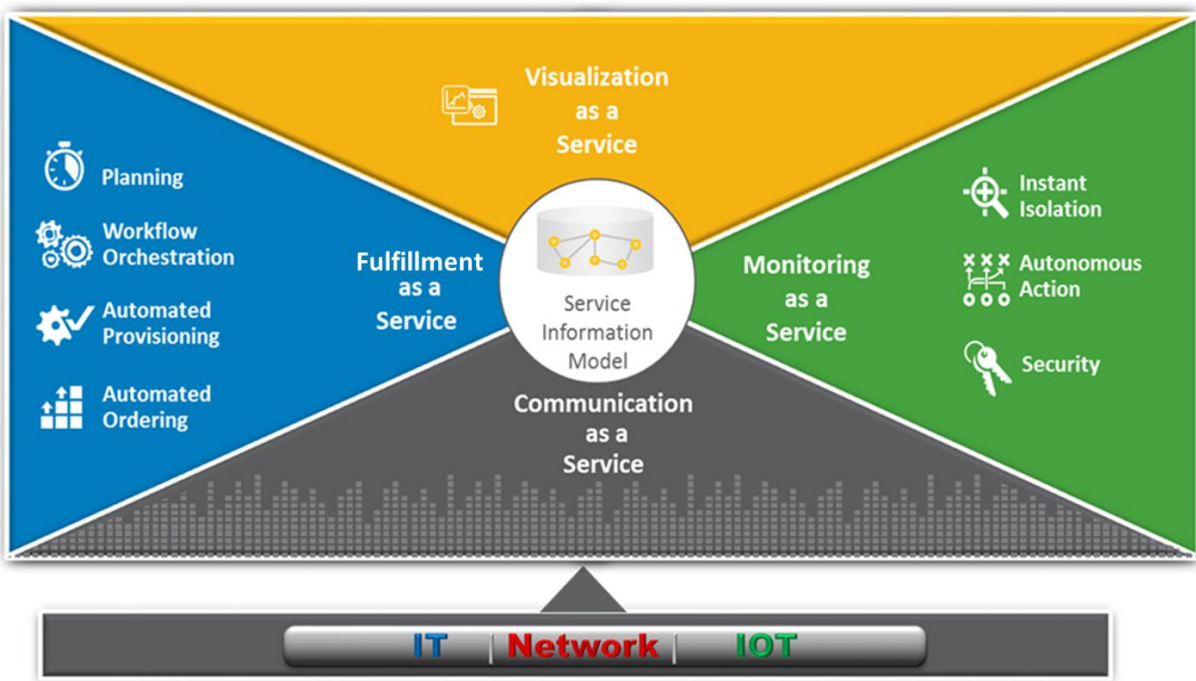 Visualization
as a
Service
Planning
Workflow
Orchestration
Automated
Provisioning
Automated
Ordering
Fulfillment
as a
Service
Service
Information
Model
Monitoring
as a
Service
Instant
Isolation
Autonomous
Action
Security
Communication
as a
Service
IT | Network | IOT